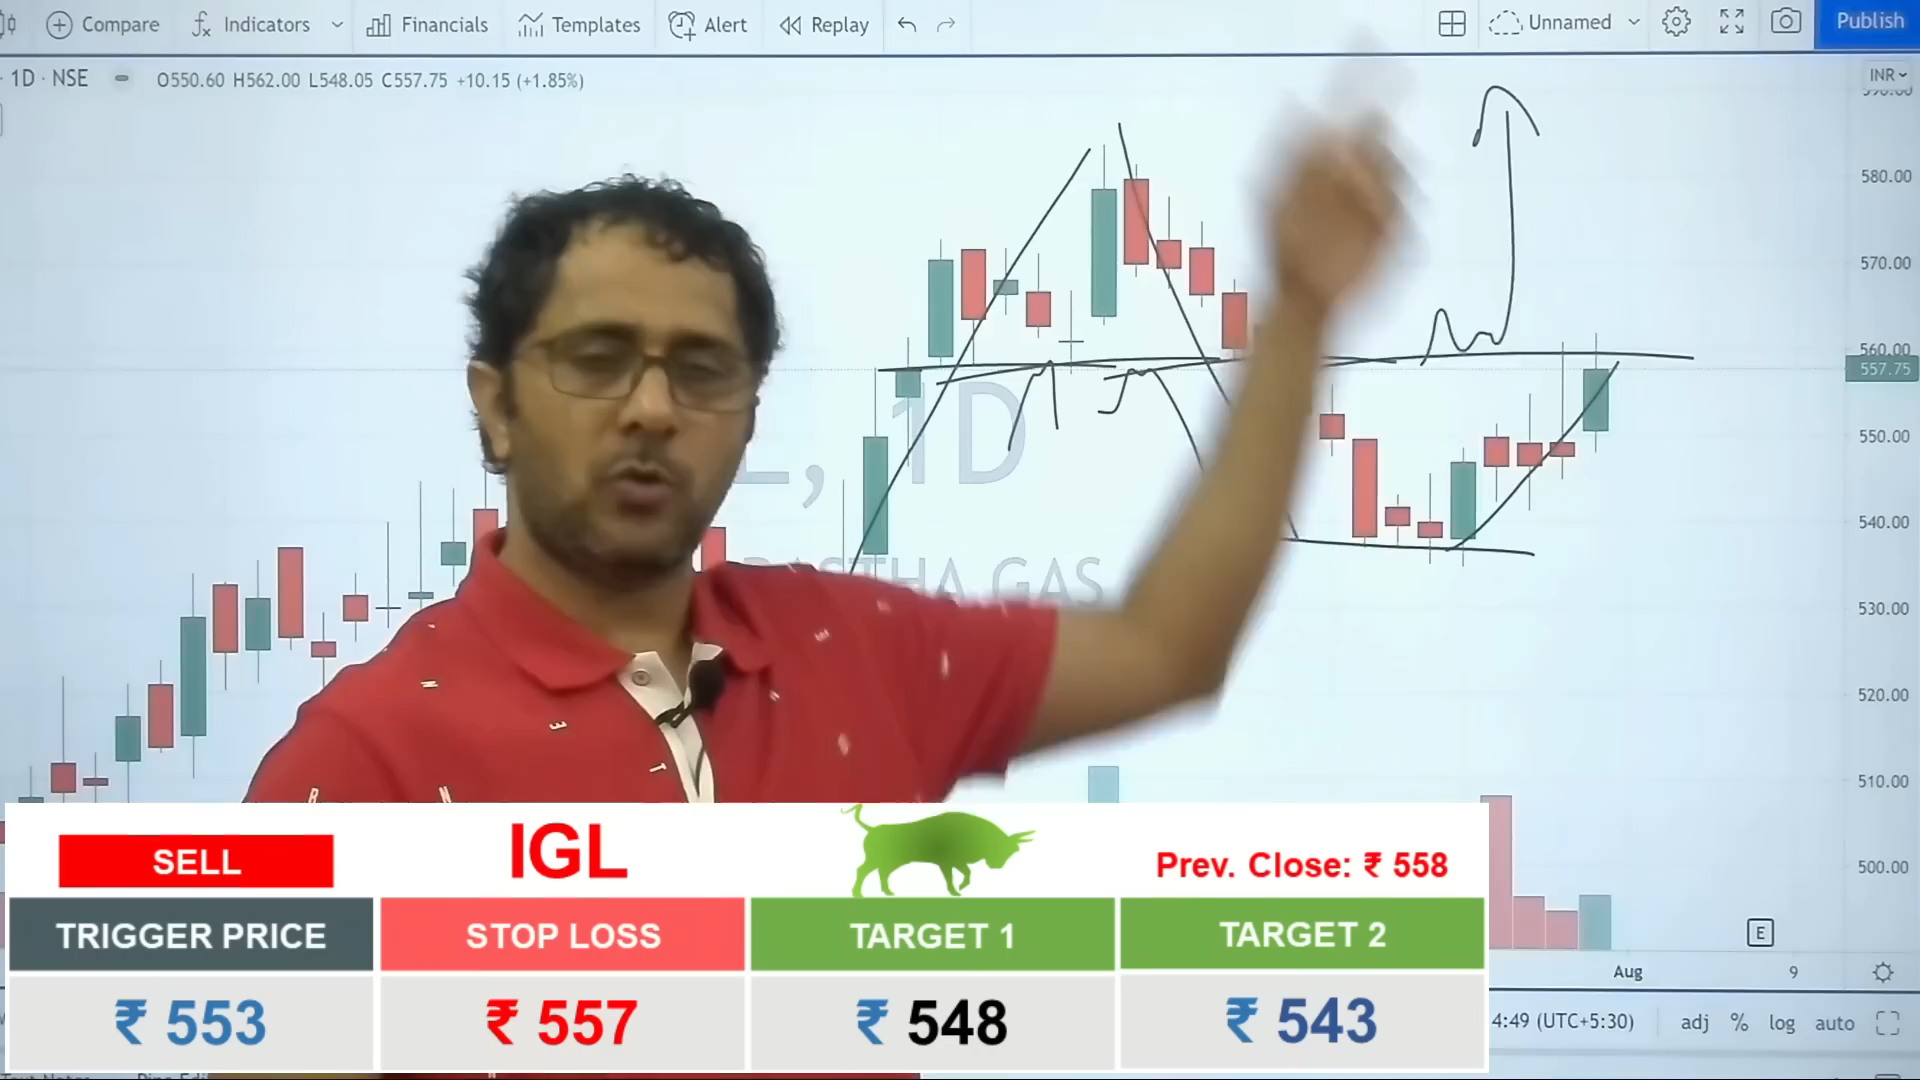 Compare Indicators Financials Templates Alert Replay Unnamed Publish
· 1D · NSE O550.60 H562.00 L548.05 C557.75 +10.15 (+1.85%) INR
580.00
570.00
560.00
557.75
550.00
540.00
530.00
520.00
510.00
500.00
L, 1D
RASTHA GAS
E
Aug 9
4:49 (UTC+5:30) adj % log auto
SELL IGL Prev. Close: ₹ 558
TRIGGER PRICE STOP LOSS TARGET 1 TARGET 2
₹ 553 ₹ 557 ₹ 548 ₹ 543